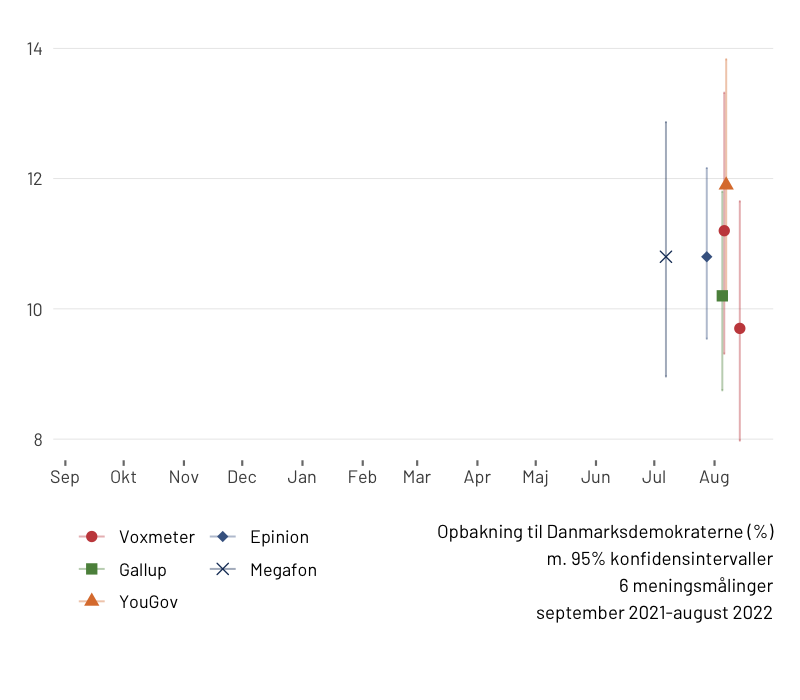 14
12
10
8
Sep Okt Nov Dec Jan Feb Mar Apr Maj Jun Jul Aug
Voxmeter Epinion
Gallup Megafon
YouGov
Opbakning til Danmarksdemokraterne (%)
m. 95% konfidensintervaller
6 meningsmålinger
september 2021-august 2022